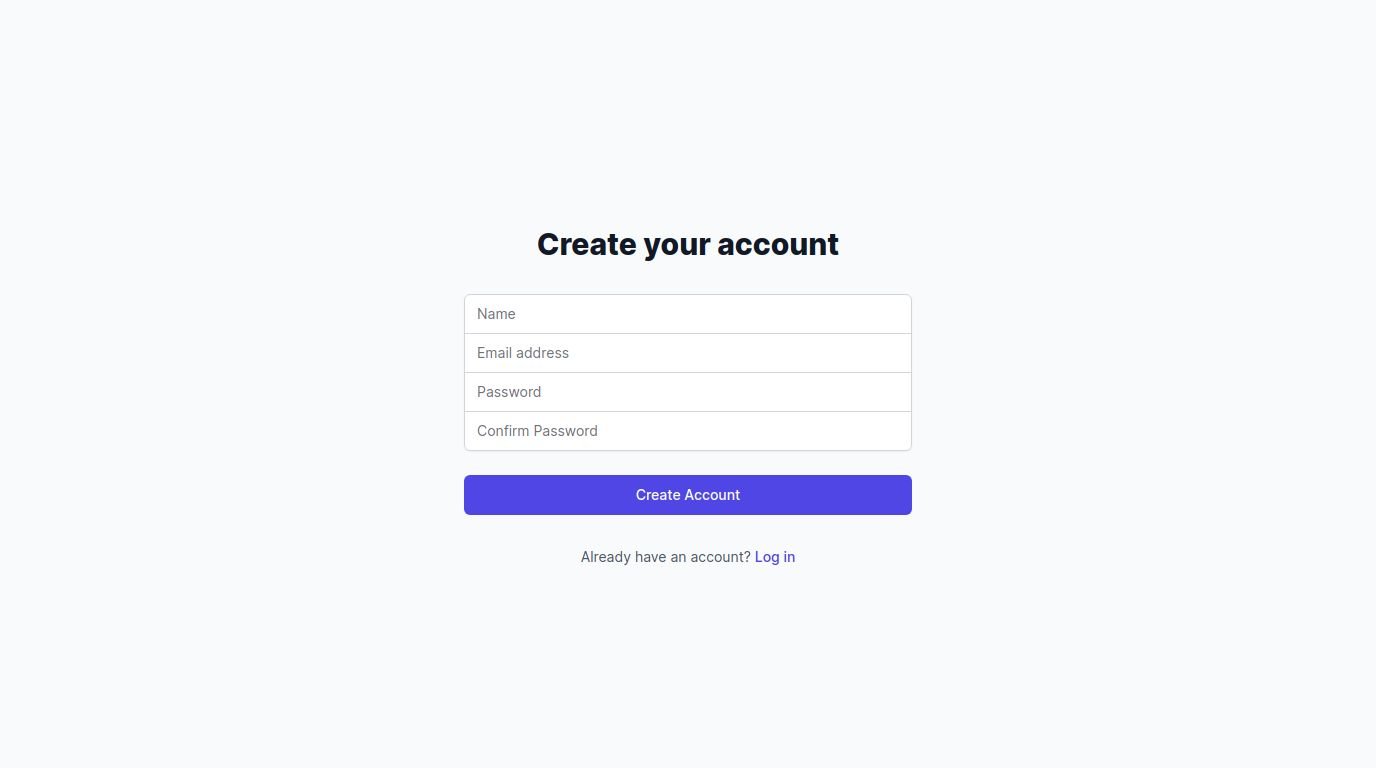 Create your account
Name
Email address
Password
Confirm Password
Create Account
Already have an account? Log in